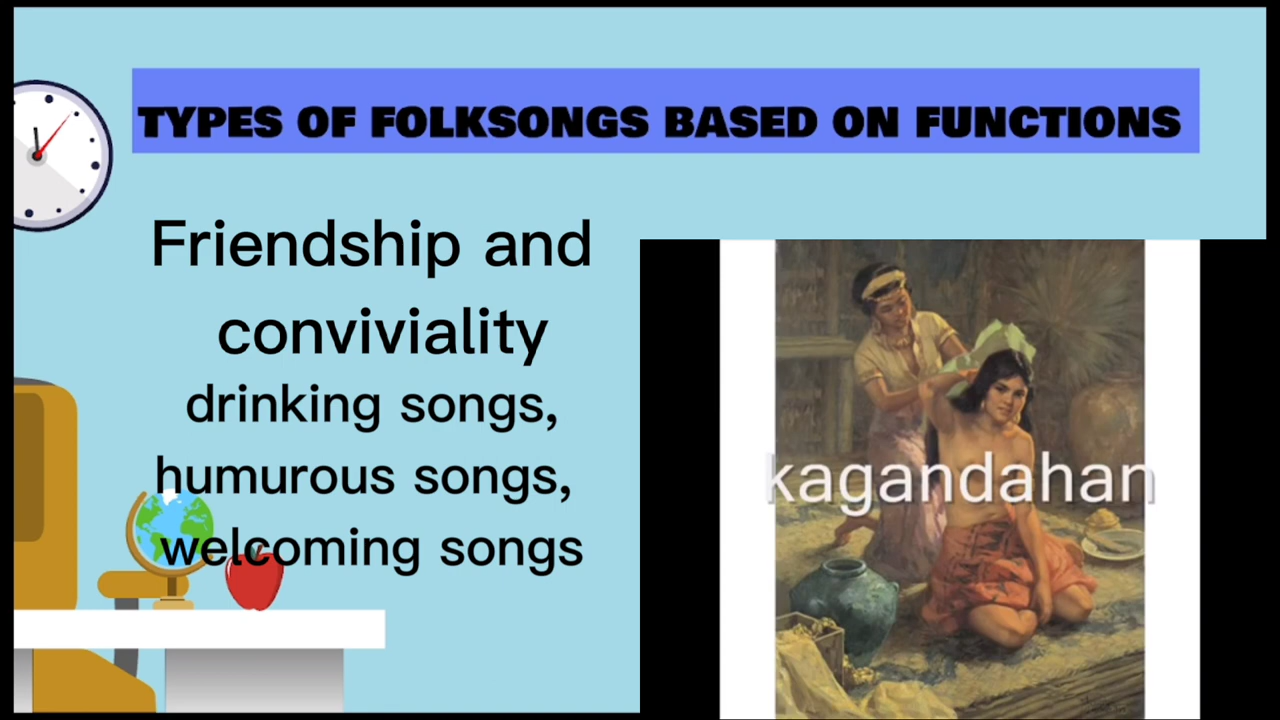 TYPES OF FOLKSONGS BASED ON FUNCTIONS
Friendship and
conviviality
drinking songs,
humurous songs,
welcoming songs
kagandahan